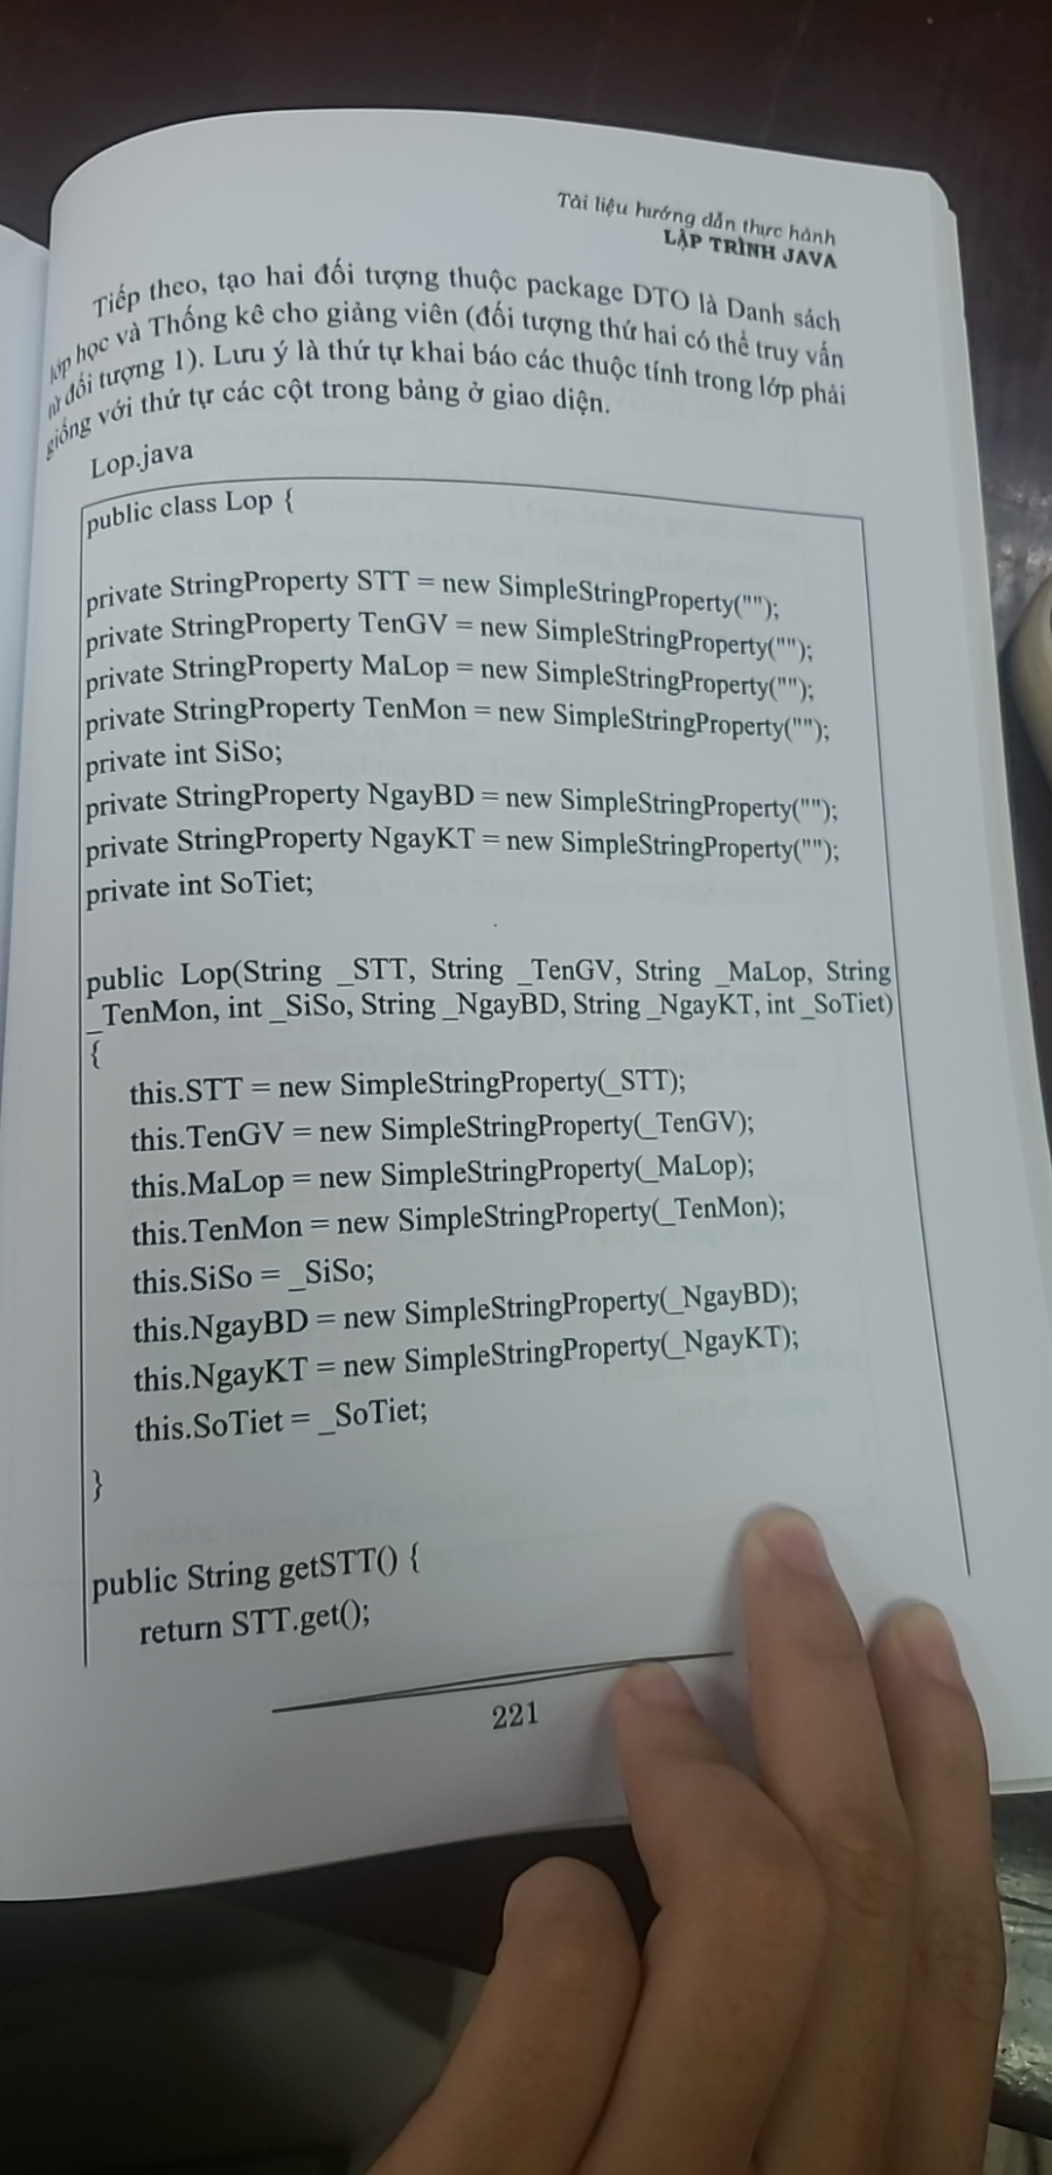 Tài liệu hướng dẫn thực hành
LẬP TRÌNH JAVA
Tiếp theo, tạo hai đối tượng thuộc package DTO là Danh sách
lớp học và Thống kê cho giảng viên (đối tượng thứ hai có thể truy vấn
từ đối tượng 1). Lưu ý là thứ tự khai báo các thuộc tính trong lớp phải
giống với thứ tự các cột trong bảng ở giao diện.
Lop.java
public class Lop {
private StringProperty STT = new SimpleStringProperty("");
private StringProperty TenGV = new SimpleStringProperty("");
private StringProperty MaLop = new SimpleStringProperty("");
private StringProperty TenMon = new SimpleStringProperty("");
private int SiSo;
private StringProperty NgayBD = new SimpleStringProperty("");
private StringProperty NgayKT = new SimpleStringProperty("");
private int SoTiet;
public Lop(String _STT, String _TenGV, String _MaLop, String
_TenMon, int _SiSo, String _NgayBD, String _NgayKT, int _SoTiet)
{
this.STT = new SimpleStringProperty(_STT);
this.TenGV = new SimpleStringProperty(_TenGV);
this.MaLop = new SimpleStringProperty(_MaLop);
this.TenMon = new SimpleStringProperty(_TenMon);
this.SiSo = _SiSo;
this.NgayBD = new SimpleStringProperty(_NgayBD);
this.NgayKT = new SimpleStringProperty(_NgayKT);
this.SoTiet = _SoTiet;
}
public String getSTT() {
return STT.get();
221